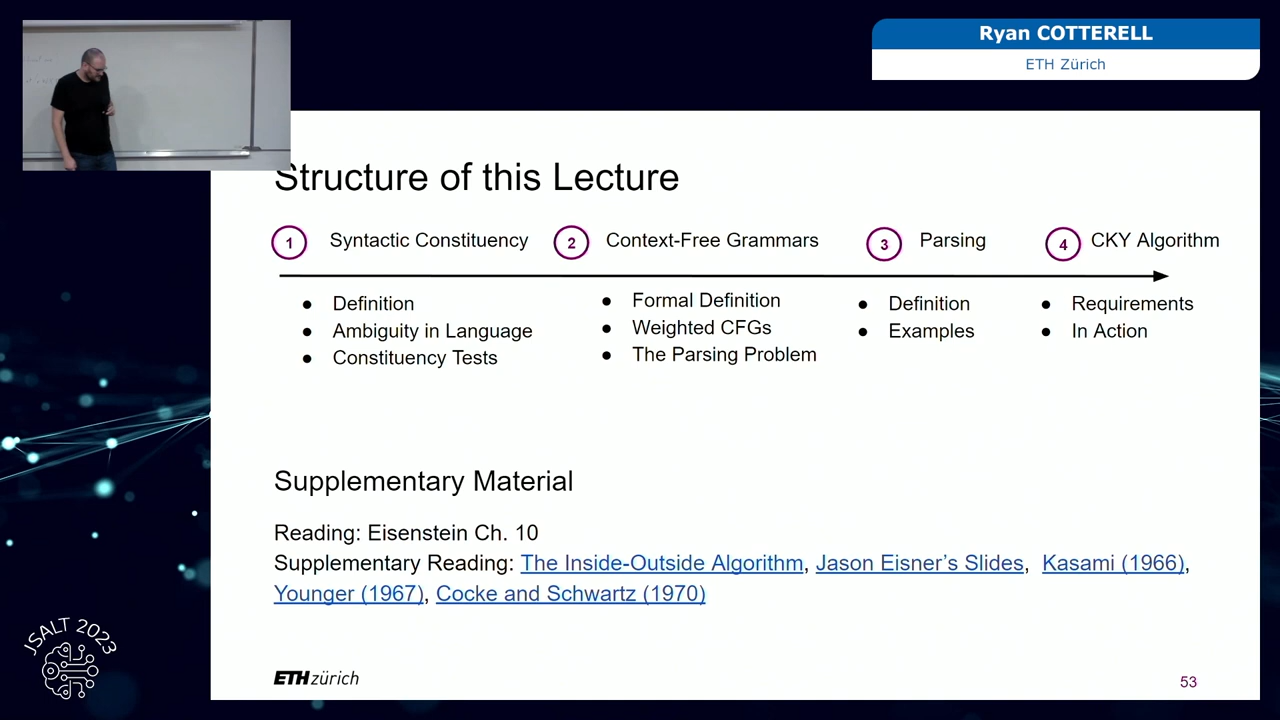 Ryan COTTERELL
ETH Zürich
Structure of this Lecture
1 Syntactic Constituency 2 Context-Free Grammars 3 Parsing 4 CKY Algorithm
● Definition
● Ambiguity in Language
● Constituency Tests
● Formal Definition
● Weighted CFGs
● The Parsing Problem
● Definition
● Examples
● Requirements
● In Action
Supplementary Material
Reading: Eisenstein Ch. 10
Supplementary Reading: The Inside-Outside Algorithm, Jason Eisner's Slides, Kasami (1966),
Younger (1967), Cocke and Schwartz (1970)
JSALT 2023
ETH zürich
53